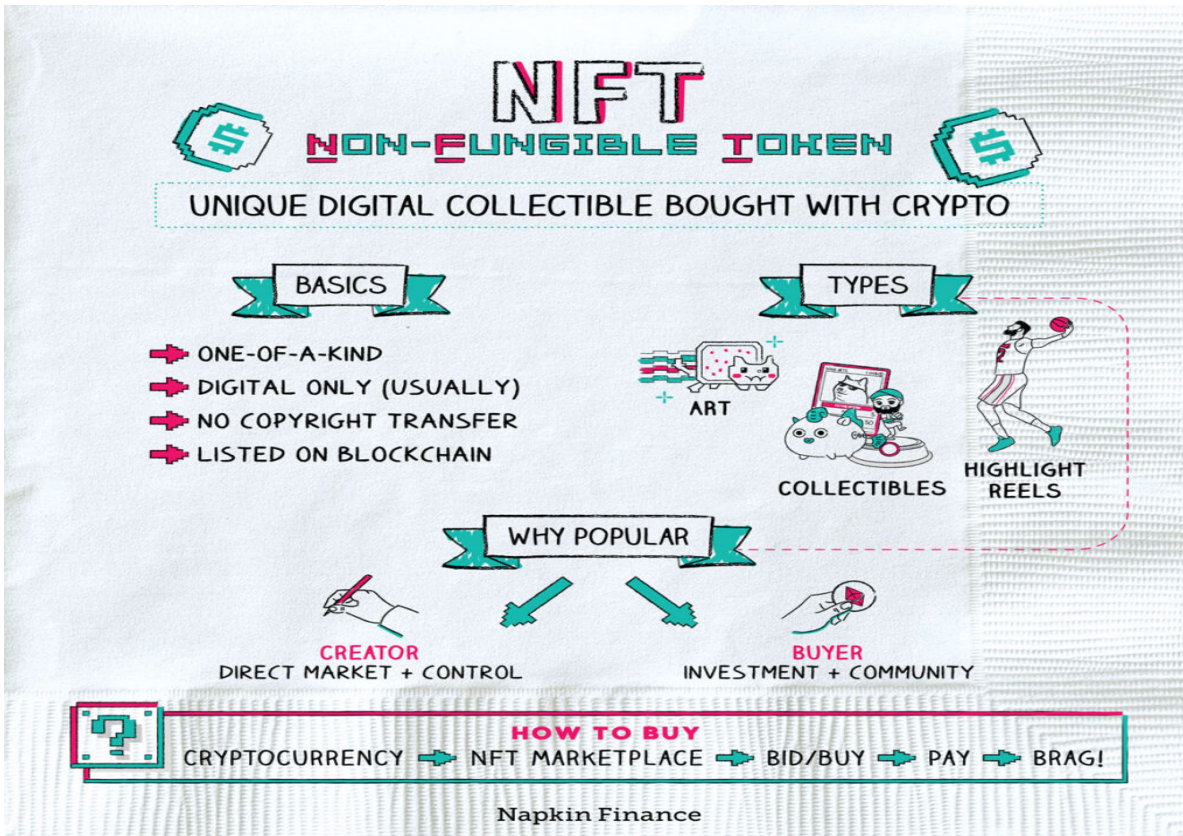 NFT
NON-FUNGIBLE TOKEN
UNIQUE DIGITAL COLLECTIBLE BOUGHT WITH CRYPTO
BASICS
ONE-OF-A-KIND
DIGITAL ONLY (USUALLY)
NO COPYRIGHT TRANSFER
LISTED ON BLOCKCHAIN
TYPES
ART
COLLECTIBLES
HIGHLIGHT
REELS
WHY POPULAR
CREATOR
DIRECT MARKET + CONTROL
BUYER
INVESTMENT + COMMUNITY
HOW TO BUY
CRYPTOCURRENCY NFT MARKETPLACE BID/BUY PAY BRAG!
Napkin Finance